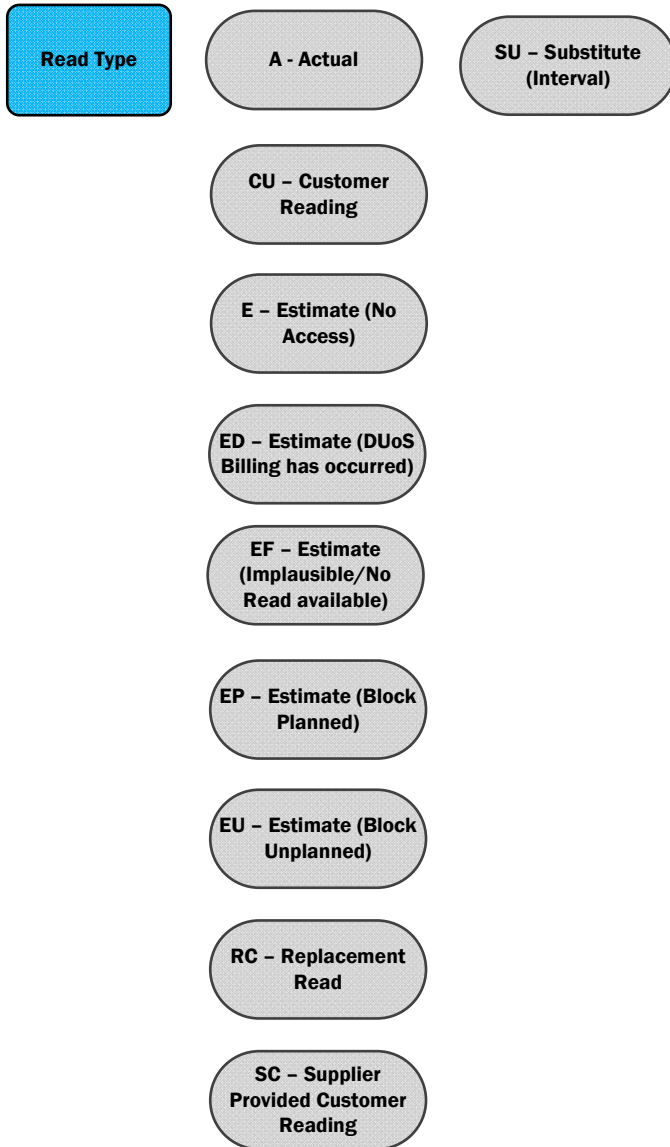 Read Type
A - Actual
SU – Substitute
(Interval)
CU – Customer
Reading
E – Estimate (No
Access)
ED – Estimate (DUoS
Billing has occurred)
EF – Estimate
(Implausible/No
Read available)
EP – Estimate (Block
Planned)
EU – Estimate (Block
Unplanned)
RC – Replacement
Read
SC – Supplier
Provided Customer
Reading